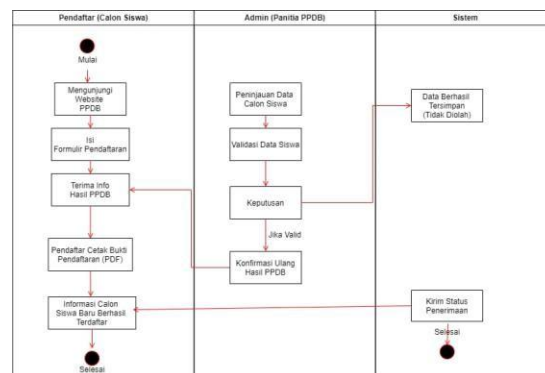 Pendaftar (Calon Siswa)
Admin (Panitia PPDB)
Sistem
Mulai
Mengunjungi
Website
PPDB
Isi
Formulir Pendaftaran
Terima Info
Hasil PPDB
Pendaftar Cetak Bukti
Pendaftaran (PDF)
Informasi Calon
Siswa Baru Berhasil
Terdaftar
Selesai
Peninjauan Data
Calon Siswa
Validasi Data Siswa
Keputusan
Jika Valid
Konfirmasi Ulang
Hasil PPDB
Data Berhasil
Tersimpan
(Tidak Diolah)
Kirim Status
Penerimaan
Selesai